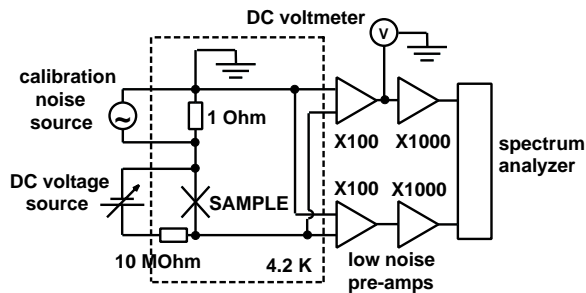 DC voltmeter
V
calibration
noise
source
~
1 Ohm
X100
X1000
spectrum
analyzer
DC voltage
source
SAMPLE
X100
X1000
10 MOhm
4.2 K
low noise
pre-amps